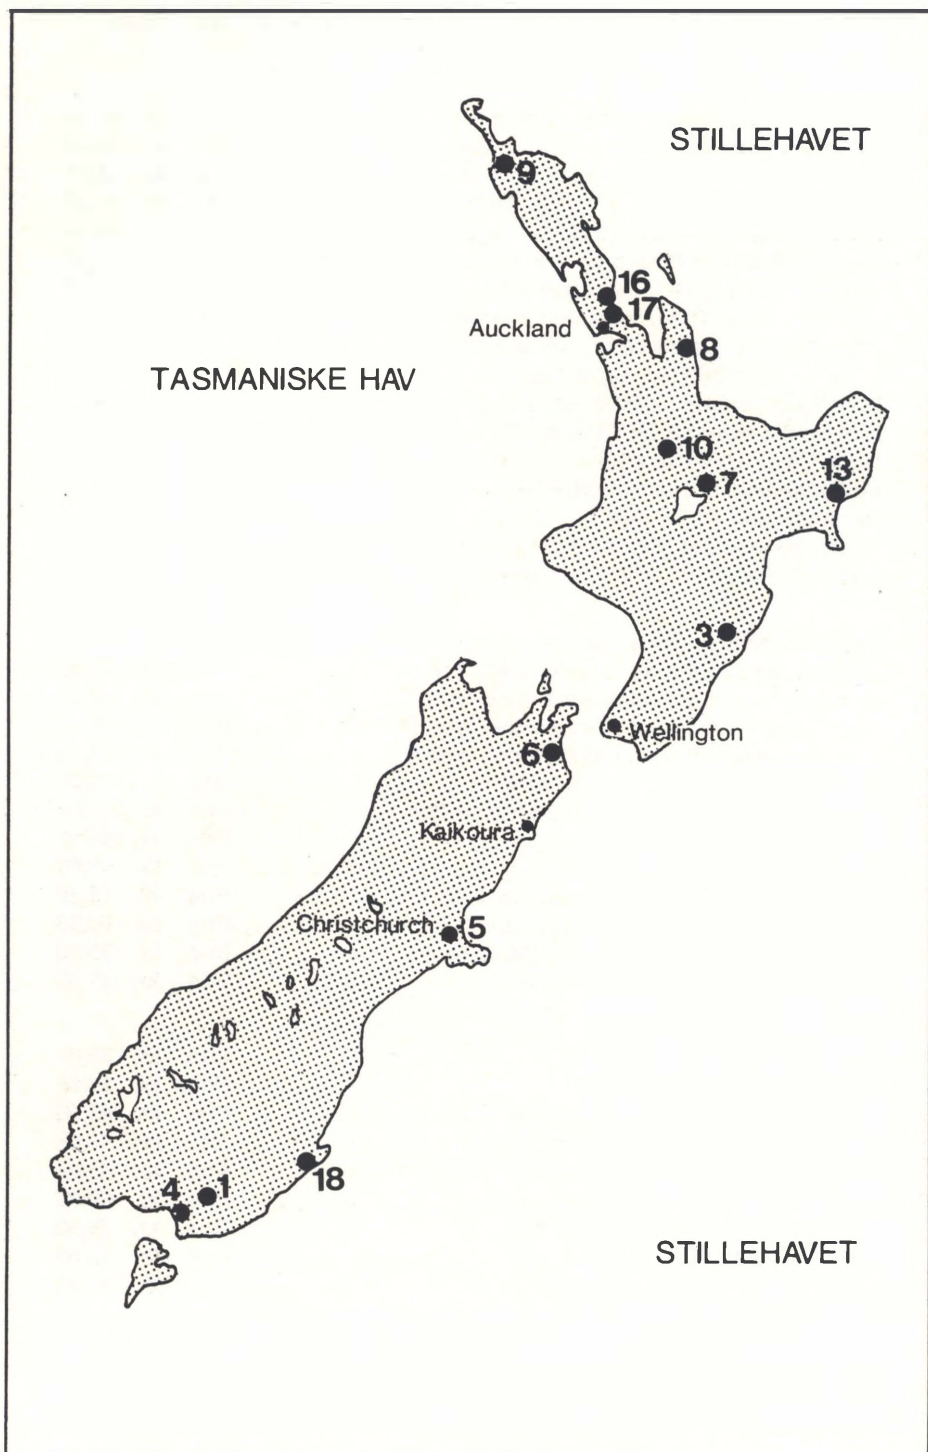 STILLEHAVET
9
16
17
Auckland
8
TASMANISKE HAV
10
7
13
3
Wellington
6
Kaikoura
Christchurch 5
18
4 1
STILLEHAVET